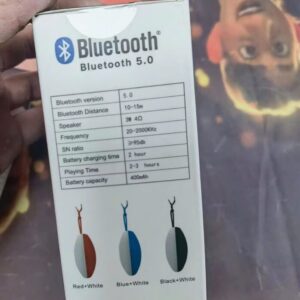 Bluetooth®
Bluetooth 5.0
Bluetooth version 5.0
Bluetooth Distance 10-15m
Speaker 3W 4Ω
Frequency 20-2000KHz
SN ratio ≥95db
Battery charging time 2 hour
Playing Time 2-3 hours
Battery capacity 400mAh
Red+White Blue+White Black+White